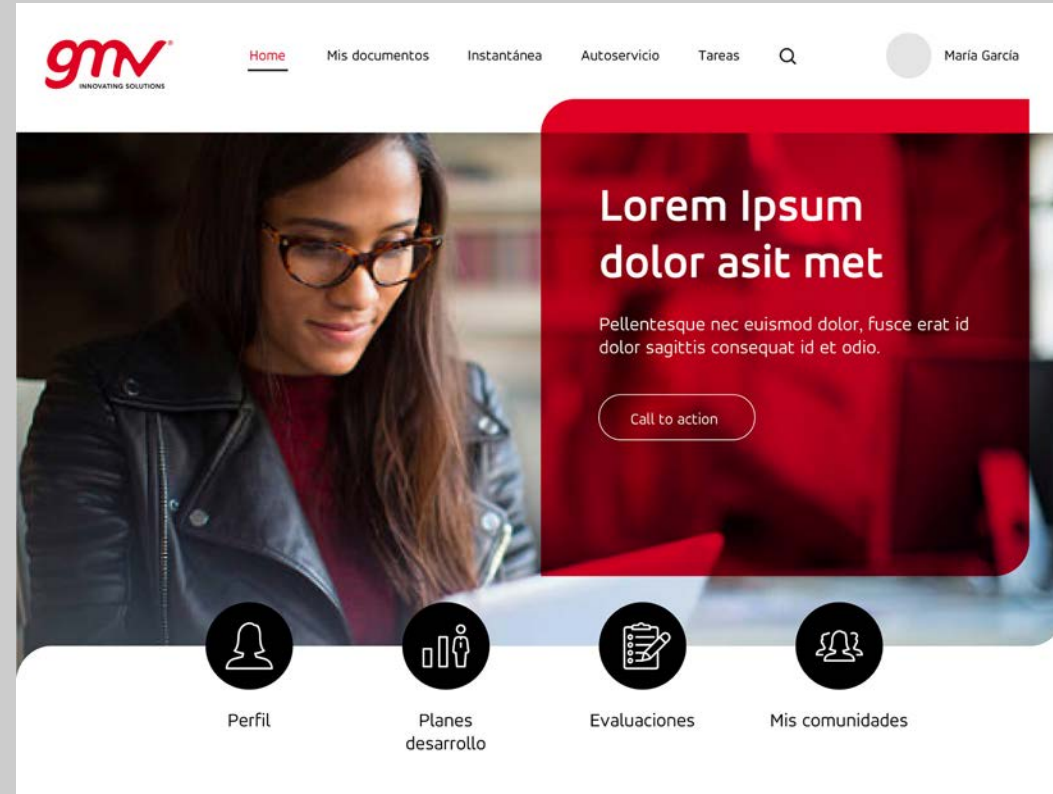 gmv®
INNOVATING SOLUTIONS
Home
Mis documentos
Instantánea
Autoservicio
Tareas
María García
Lorem Ipsum
dolor asit met
Pellentesque nec euismod dolor, fusce erat id
dolor sagittis consequat id et odio.
Call to action
Perfil
Planes
desarrollo
Evaluaciones
Mis comunidades